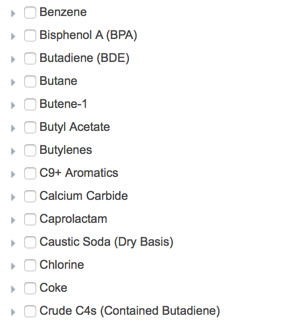 Benzene
Bisphenol A (BPA)
Butadiene (BDE)
Butane
Butene-1
Butyl Acetate
Butylenes
C9+ Aromatics
Calcium Carbide
Caprolactam
Caustic Soda (Dry Basis)
Chlorine
Coke
Crude C4s (Contained Butadiene)